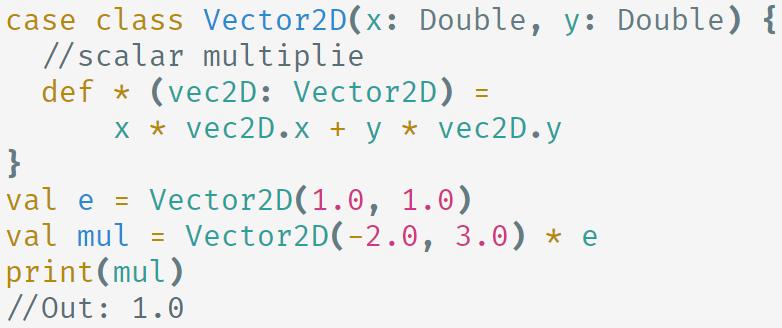 case class Vector2D(x: Double, y: Double) {
  //scalar multiplie
  def * (vec2D: Vector2D) =
      x * vec2D.x + y * vec2D.y
}
val e = Vector2D(1.0, 1.0)
val mul = Vector2D(-2.0, 3.0) * e
print(mul)
//Out: 1.0